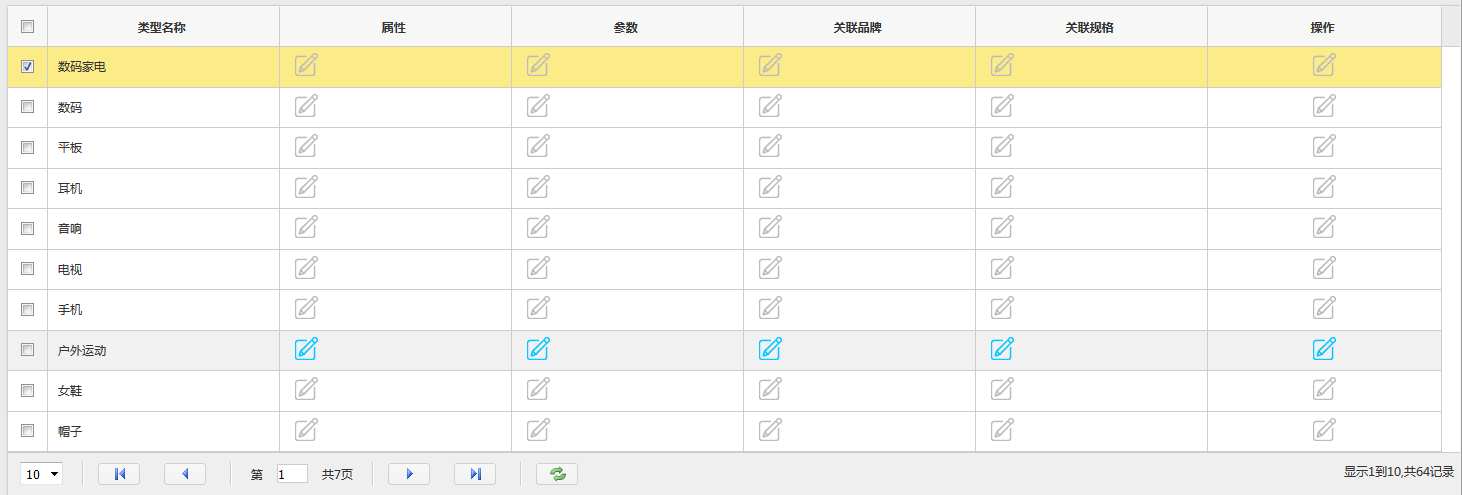 类型名称 属性 参数 关联品牌 关联规格 操作
数码家电
数码
平板
耳机
音响
电视
手机
户外运动
女鞋
帽子
10 第 1 共7页 显示1到10,共64记录